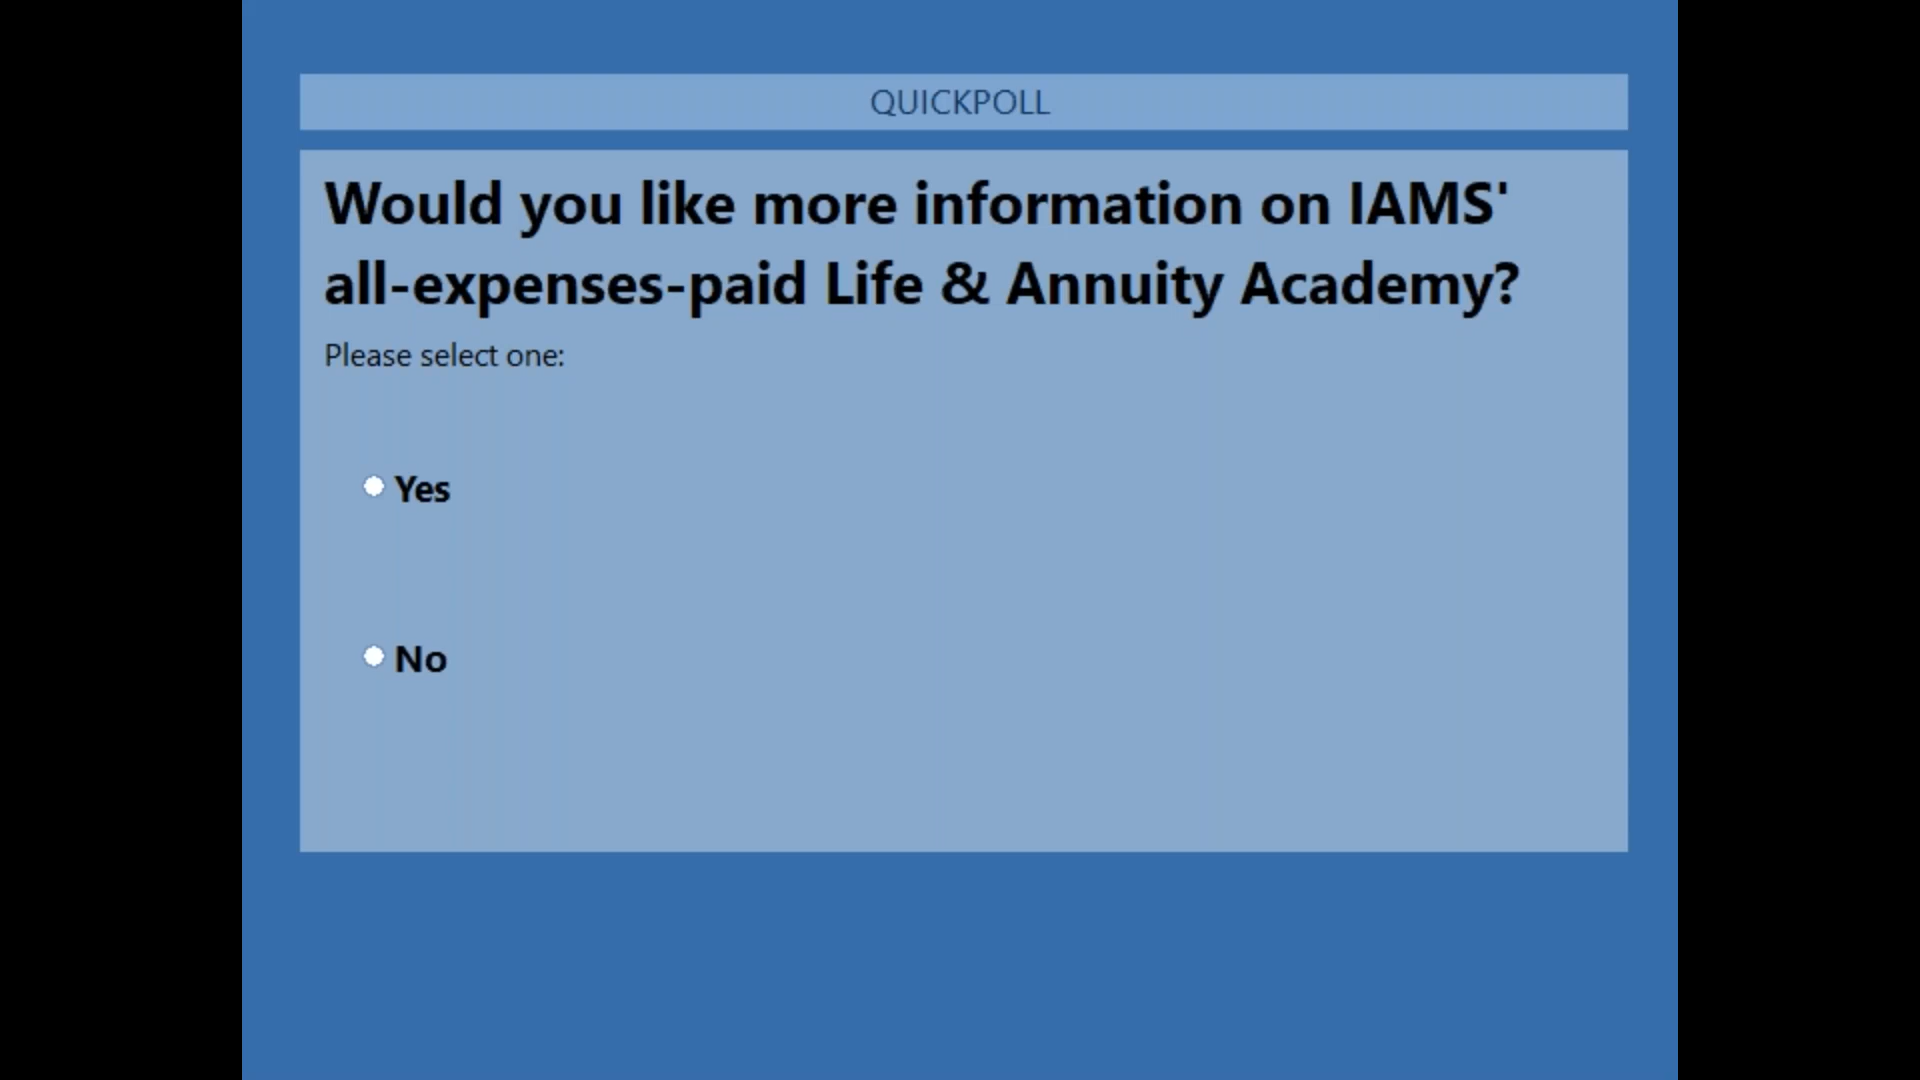 QUICKPOLL
Would you like more information on IAMS'
all-expenses-paid Life & Annuity Academy?
Please select one:
Yes
No